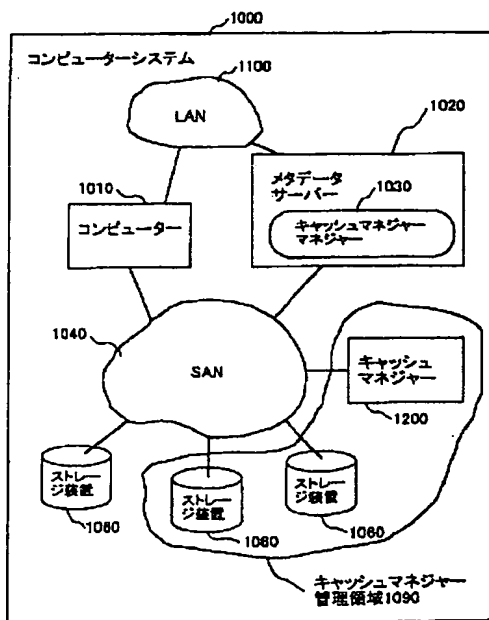 1000
コンピューターシステム
1100
LAN
1020
1010
メタデータ
サーバー
1030
コンピューター
キャッシュマネジャー
マネジャー
1040
SAN
キャッシュ
マネジャー
1200
ストレー
ジ装置
ストレー
ジ装置
ストレー
ジ装置
1060
1060
1060
キャッシュマネジャー
管理領域1090